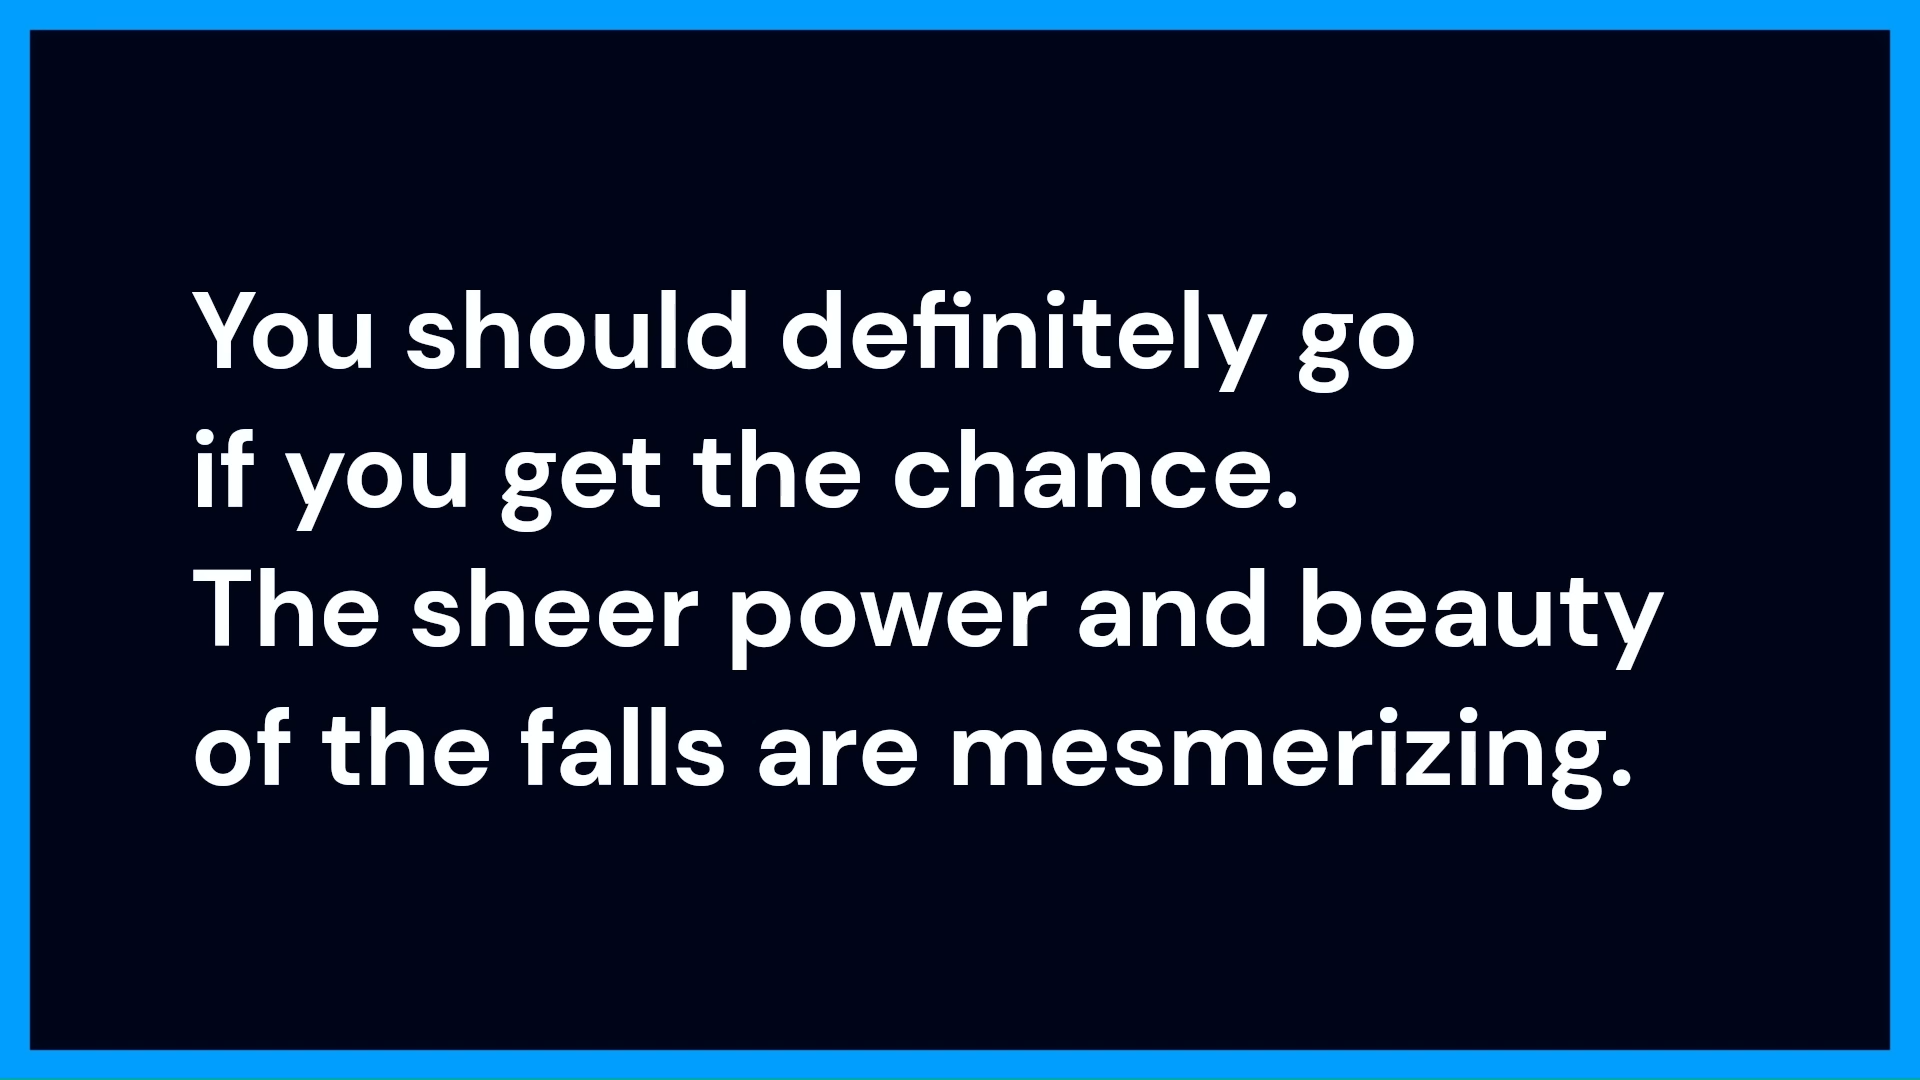 You should definitely go
if you get the chance.
The sheer power and beauty
of the falls are mesmerizing.